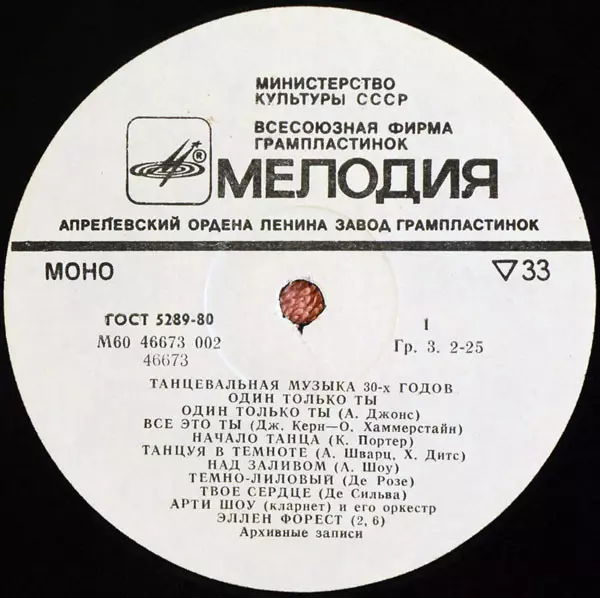 МИНИСТЕРСТВО
КУЛЬТУРЫ СССР
ВСЕСОЮЗНАЯ ФИРМА
ГРАМПЛАСТИНОК
®
МЕЛОДИЯ
АПРЕЛЕВСКИЙ ОРДЕНА ЛЕНИНА ЗАВОД ГРАМПЛАСТИНОК
МОНО ▽33
ГОСТ 5289-80
М60 46673 002
46673
1
Гр. 3. 2-25
ТАНЦЕВАЛЬНАЯ МУЗЫКА 30-х ГОДОВ
ОДИН ТОЛЬКО ТЫ
ОДИН ТОЛЬКО ТЫ (А. Джонс)
ВСЕ ЭТО ТЫ (Дж. Керн—О. Хаммерстайн)
НАЧАЛО ТАНЦА (К. Портер)
ТАНЦУЯ В ТЕМНОТЕ (А. Шварц, Х. Дитс)
НАД ЗАЛИВОМ (А. Шоу)
ТЕМНО-ЛИЛОВЫЙ (Де Розе)
ТВОЕ СЕРДЦЕ (Де Сильва)
АРТИ ШОУ (кларнет) и его оркестр
ЭЛЛЕН ФОРЕСТ (2, 6)
Архивные записи